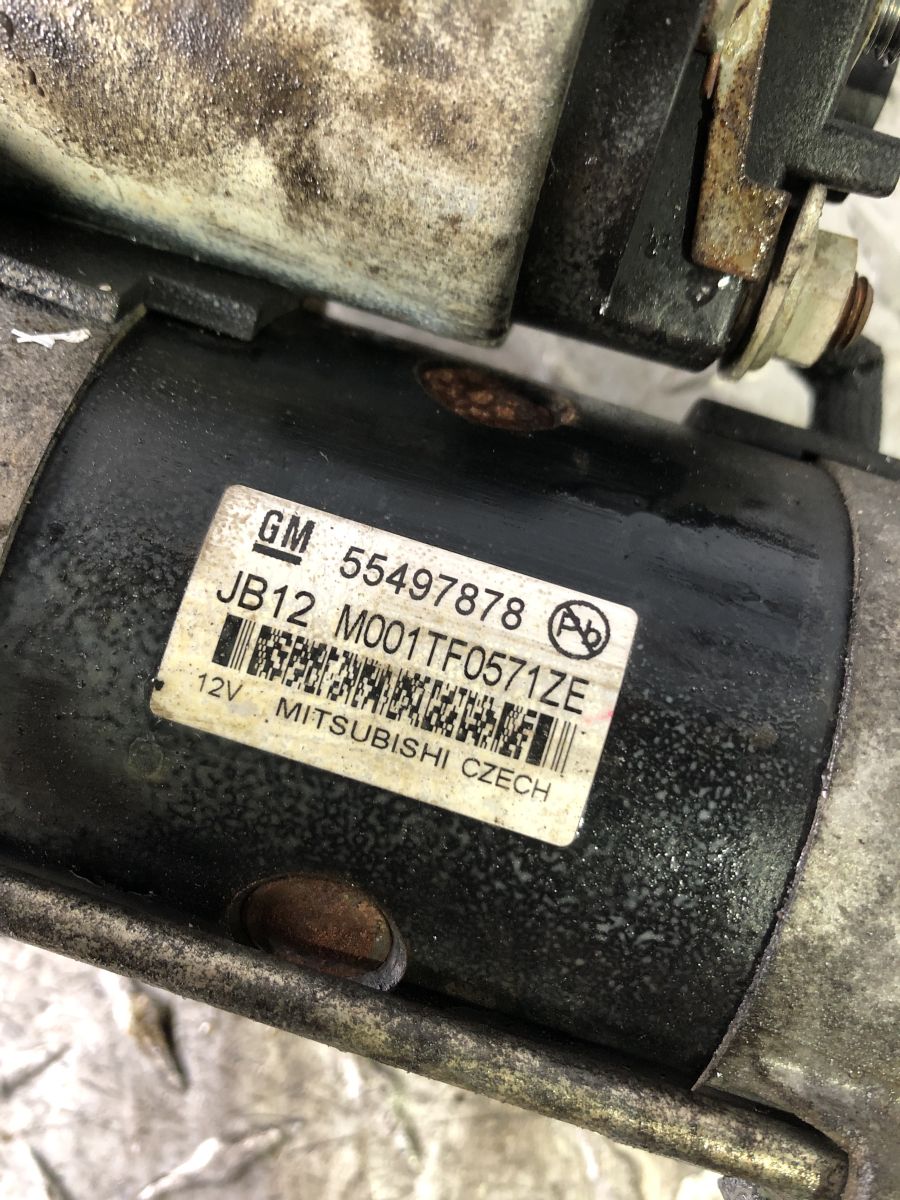 GM 55497878 Pb
JB12 M001TF0571ZE
12V MITSUBISHI CZECH